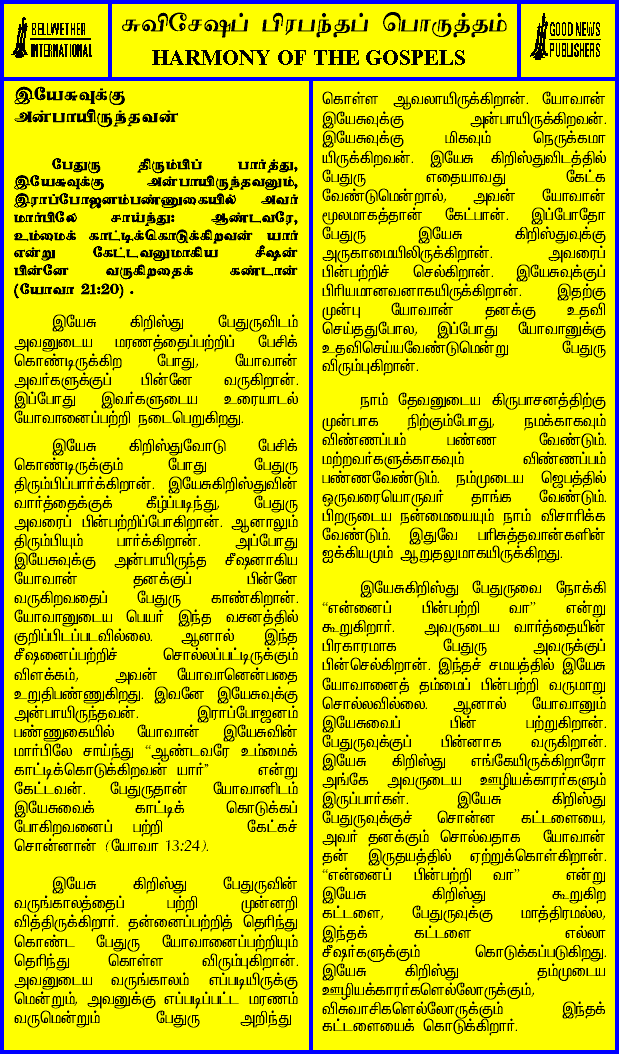 BELLWETHER
INTERNATIONAL
சுவிசேஷப் பிரபந்தப் பொருத்தம்
HARMONY OF THE GOSPELS
GOOD NEWS
PUBLISHERS
இயேசுவுக்கு
அன்பாயிருந்தவன்
பேதுரு திரும்பிப் பார்த்து,
இயேசுவுக்கு அன்பாயிருந்தவனும்,
இராப்போஜனம்பண்ணுகையில் அவர்
மார்பிலே சாய்ந்து: ஆண்டவரே,
உம்மைக் காட்டிக்கொடுக்கிறவன் யார்
என்று கேட்டவனுமாகிய சீஷன்
பின்னே வருகிறதைக் கண்டான்
(யோவா 21:20) .
இயேசு கிறிஸ்து பேதுருவிடம்
அவனுடைய மரணத்தைப்பற்றிப் பேசிக்
கொண்டிருக்கிற போது, யோவான்
அவர்களுக்குப் பின்னே வருகிறான்.
இப்போது இவர்களுடைய உரையாடல்
யோவானைப்பற்றி நடைபெறுகிறது.
இயேசு கிறிஸ்துவோடு பேசிக்
கொண்டிருக்கும் போது பேதுரு
திரும்பிப்பார்க்கிறான். இயேசுகிறிஸ்துவின்
வார்த்தைக்குக் கீழ்ப்படிந்து, பேதுரு
அவரைப் பின்பற்றிப்போகிறான். ஆனாலும்
திரும்பியும் பார்க்கிறான். அப்போது
இயேசுவுக்கு அன்பாயிருந்த சீஷனாகிய
யோவான் தனக்குப் பின்னே
வருகிறவதைப் பேதுரு காண்கிறான்.
யோவானுடைய பெயர் இந்த வசனத்தில்
குறிப்பிடப்படவில்லை. ஆனால் இந்த
சீஷனைப்பற்றிச் சொல்லப்பட்டிருக்கும்
விளக்கம், அவன் யோவானென்பதை
உறுதிபண்ணுகிறது. இவனே இயேசுவுக்கு
அன்பாயிருந்தவன். இராப்போஜனம்
பண்ணுகையில் யோவான் இயேசுவின்
மார்பிலே சாய்ந்து “ஆண்டவரே உம்மைக்
காட்டிக்கொடுக்கிறவன் யார்” என்று
கேட்டவன். பேதுருதான் யோவானிடம்
இயேசுவைக் காட்டிக் கொடுக்கப்
போகிறவனைப் பற்றி கேட்கச்
சொன்னான் (யோவா 13:24).
இயேசு கிறிஸ்து பேதுருவின்
வருங்காலத்தைப் பற்றி முன்னறி
வித்திருக்கிறார். தன்னைப்பற்றித் தெரிந்து
கொண்ட பேதுரு யோவானைப்பற்றியும்
தெரிந்து கொள்ள விரும்புகிறான்.
அவனுடைய வருங்காலம் எப்படியிருக்கு
மென்றும், அவனுக்கு எப்படிப்பட்ட மரணம்
வருமென்றும் பேதுரு அறிந்து
கொள்ள ஆவலாயிருக்கிறான். யோவான்
இயேசுவுக்கு அன்பாயிருக்கிறவன்.
இயேசுவுக்கு மிகவும் நெருக்கமா
யிருக்கிறவன். இயேசு கிறிஸ்துவிடத்தில்
பேதுரு எதையாவது கேட்க
வேண்டுமென்றால், அவன் யோவான்
மூலமாகத்தான் கேட்பான். இப்போதோ
பேதுரு இயேசு கிறிஸ்துவுக்கு
அருகாமையிலிருக்கிறான். அவரைப்
பின்பற்றிச் செல்கிறான். இயேசுவுக்குப்
பிரியமானவனாகயிருக்கிறான். இதற்கு
முன்பு யோவான் தனக்கு உதவி
செய்ததுபோல, இப்போது யோவானுக்கு
உதவிசெய்யவேண்டுமென்று பேதுரு
விரும்புகிறான்.
நாம் தேவனுடைய கிருபாசனத்திற்கு
முன்பாக நிற்கும்போது, நமக்காகவும்
விண்ணப்பம் பண்ண வேண்டும்.
மற்றவர்களுக்காகவும் விண்ணப்பம்
பண்ணவேண்டும். நம்முடைய ஜெபத்தில்
ஒருவரையொருவர் தாங்க வேண்டும்.
பிறருடைய நன்மையையும் நாம் விசாரிக்க
வேண்டும். இதுவே பரிசுத்தவான்களின்
ஐக்கியமும் ஆறுதலுமாகயிருக்கிறது.
இயேசுகிறிஸ்து பேதுருவை நோக்கி
“என்னைப் பின்பற்றி வா” என்று
கூறுகிறார். அவருடைய வார்த்தையின்
பிரகாரமாக பேதுரு அவருக்குப்
பின்செல்கிறான். இந்தச் சமயத்தில் இயேசு
யோவானைத் தம்மைப் பின்பற்றி வருமாறு
சொல்லவில்லை. ஆனால் யோவானும்
இயேசுவைப் பின் பற்றுகிறான்.
பேதுருவுக்குப் பின்னாக வருகிறான்.
இயேசு கிறிஸ்து எங்கேயிருக்கிறாரோ
அங்கே அவருடைய ஊழியக்காரர்களும்
இருப்பார்கள். இயேசு கிறிஸ்து
பேதுருவுக்குச் சொன்ன கட்டளையை,
அவர் தனக்கும் சொல்வதாக யோவான்
தன் இருதயத்தில் ஏற்றுக்கொள்கிறான்.
“என்னைப் பின்பற்றி வா” என்று
இயேசு கிறிஸ்து கூறுகிற
கட்டளை, பேதுருவுக்கு மாத்திரமல்ல,
இந்தக் கட்டளை எல்லா
சீஷர்களுக்கும் கொடுக்கப்படுகிறது.
இயேசு கிறிஸ்து தம்முடைய
ஊழியக்காரர்களெல்லோருக்கும்,
விசுவாசிகளெல்லோருக்கும் இந்தக்
கட்டளையைக் கொடுக்கிறார்.